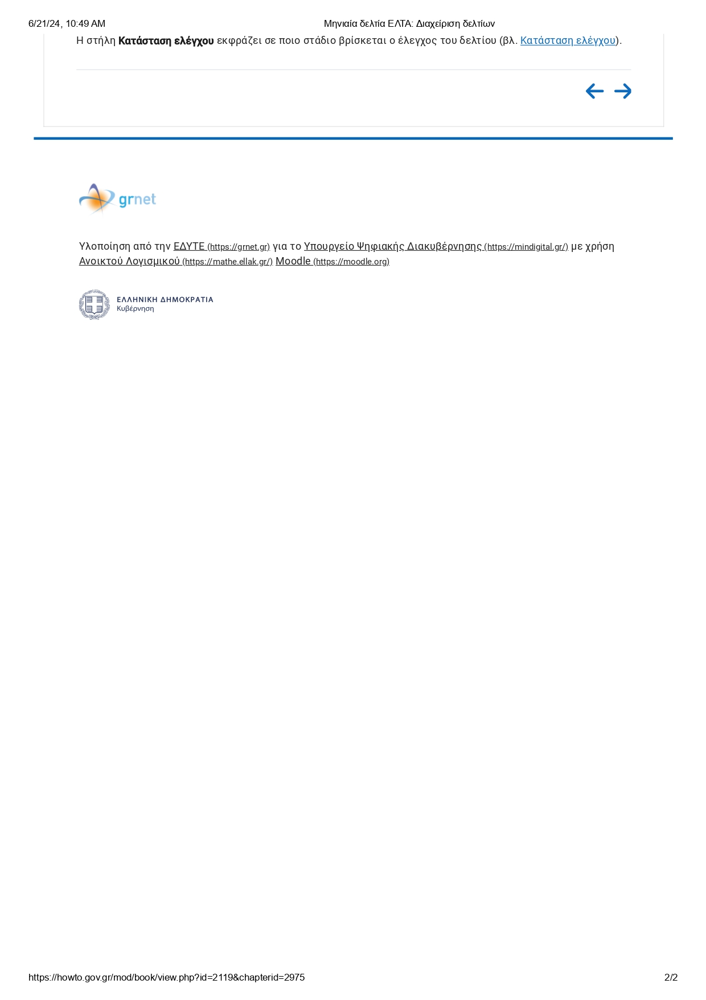 6/21/24, 10:49 AM Μηνιαία δελτία ΕΛΤΑ: Διαχείριση δελτίων
Η στήλη Κατάσταση ελέγχου εκφράζει σε ποιο στάδιο βρίσκεται ο έλεγχος του δελτίου (βλ. Κατάσταση ελέγχου).
grnet
Υλοποίηση από την ΕΔΥΤΕ (https://grnet.gr) για το Υπουργείο Ψηφιακής Διακυβέρνησης (https://mindigital.gr/) με χρήση
Ανοικτού Λογισμικού (https://mathe.ellak.gr/) Moodle (https://moodle.org)
ΕΛΛΗΝΙΚΗ ΔΗΜΟΚΡΑΤΙΑ
Κυβέρνηση
https://howto.gov.gr/mod/book/view.php?id=2119&chapterid=2975 2/2